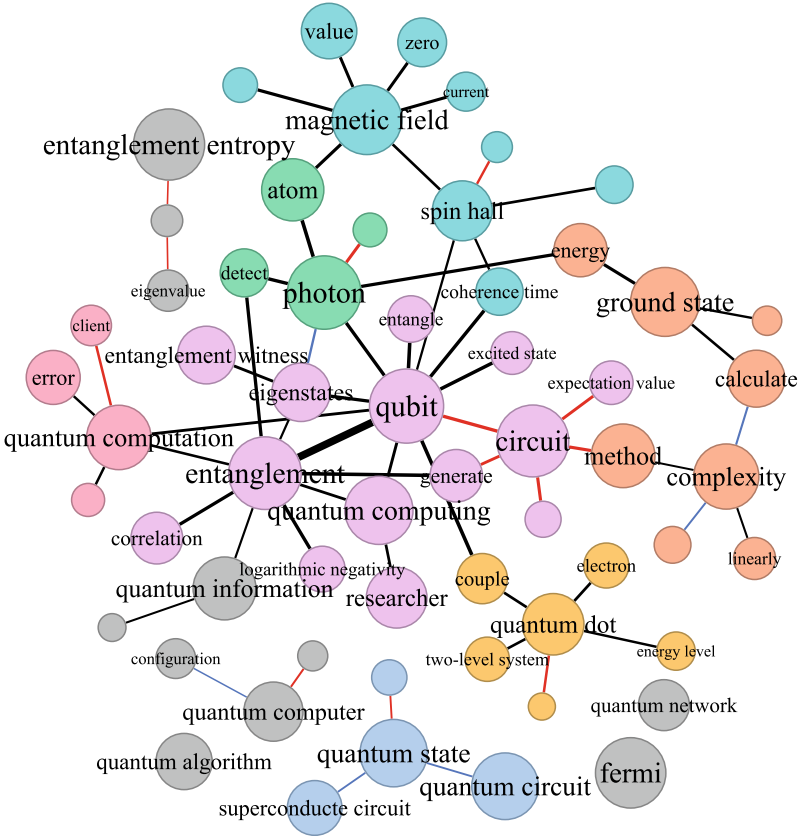 value
zero
current
magnetic field
entanglement entropy
atom
spin hall
energy
detect
photon
coherence time
eigenvalue
ground state
client
entangle
entanglement witness
excited state
error
eigenstates
expectation value
calculate
qubit
quantum computation
circuit
method
entanglement
generate
complexity
quantum computing
correlation
logarithmic negativity
linearly
electron
couple
quantum information
researcher
quantum dot
configuration
two-level system
energy level
quantum computer
quantum network
quantum state
quantum algorithm
fermi
quantum circuit
superconducte circuit